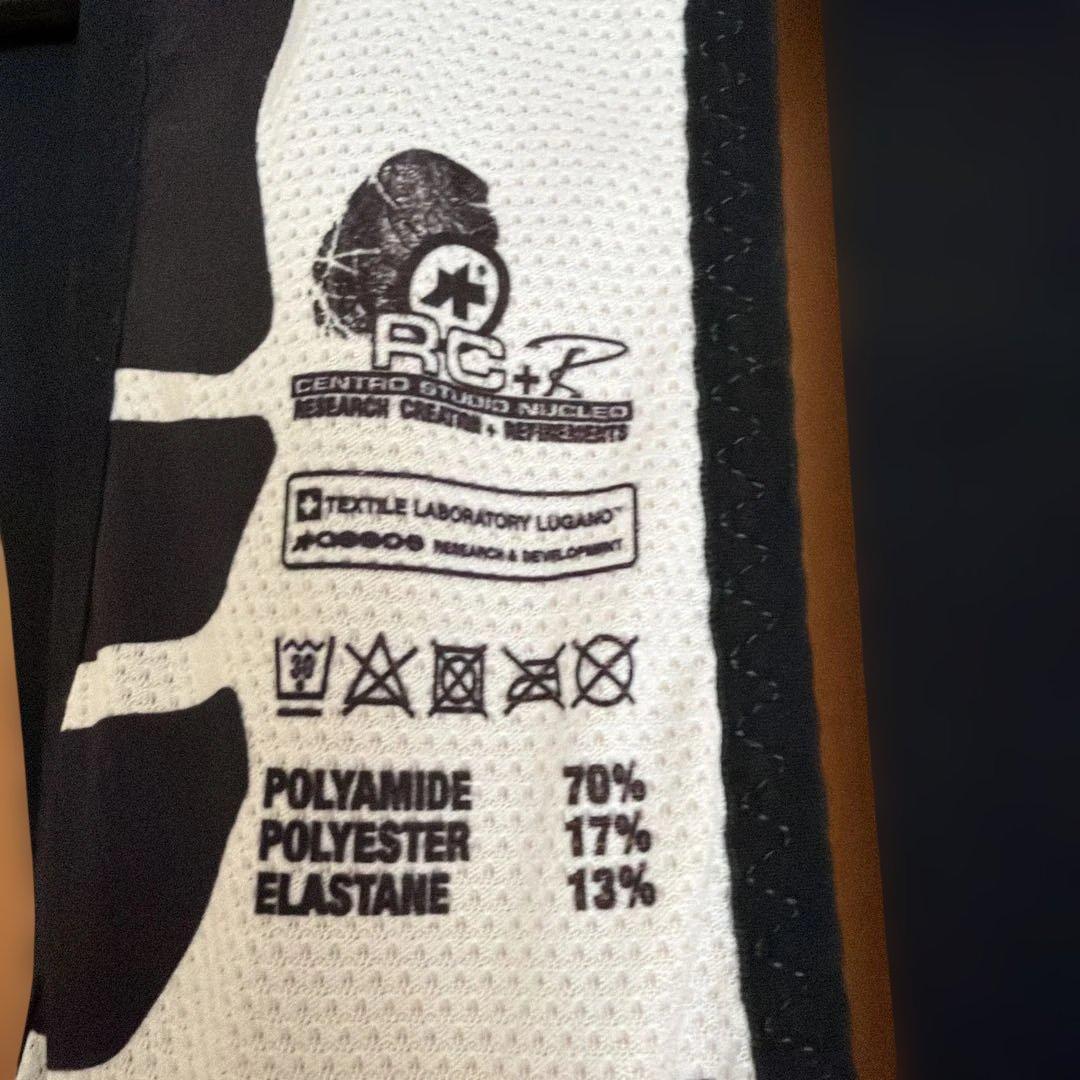 RC+R
CENTRO STUDIO NUCLEO
RESEARCH CREATION + REFINEMENTS
TEXTILE LABORATORY LUGANO™
assos RESEARCH & DEVELOPMENT
30
POLYAMIDE 70%
POLYESTER 17%
ELASTANE 13%